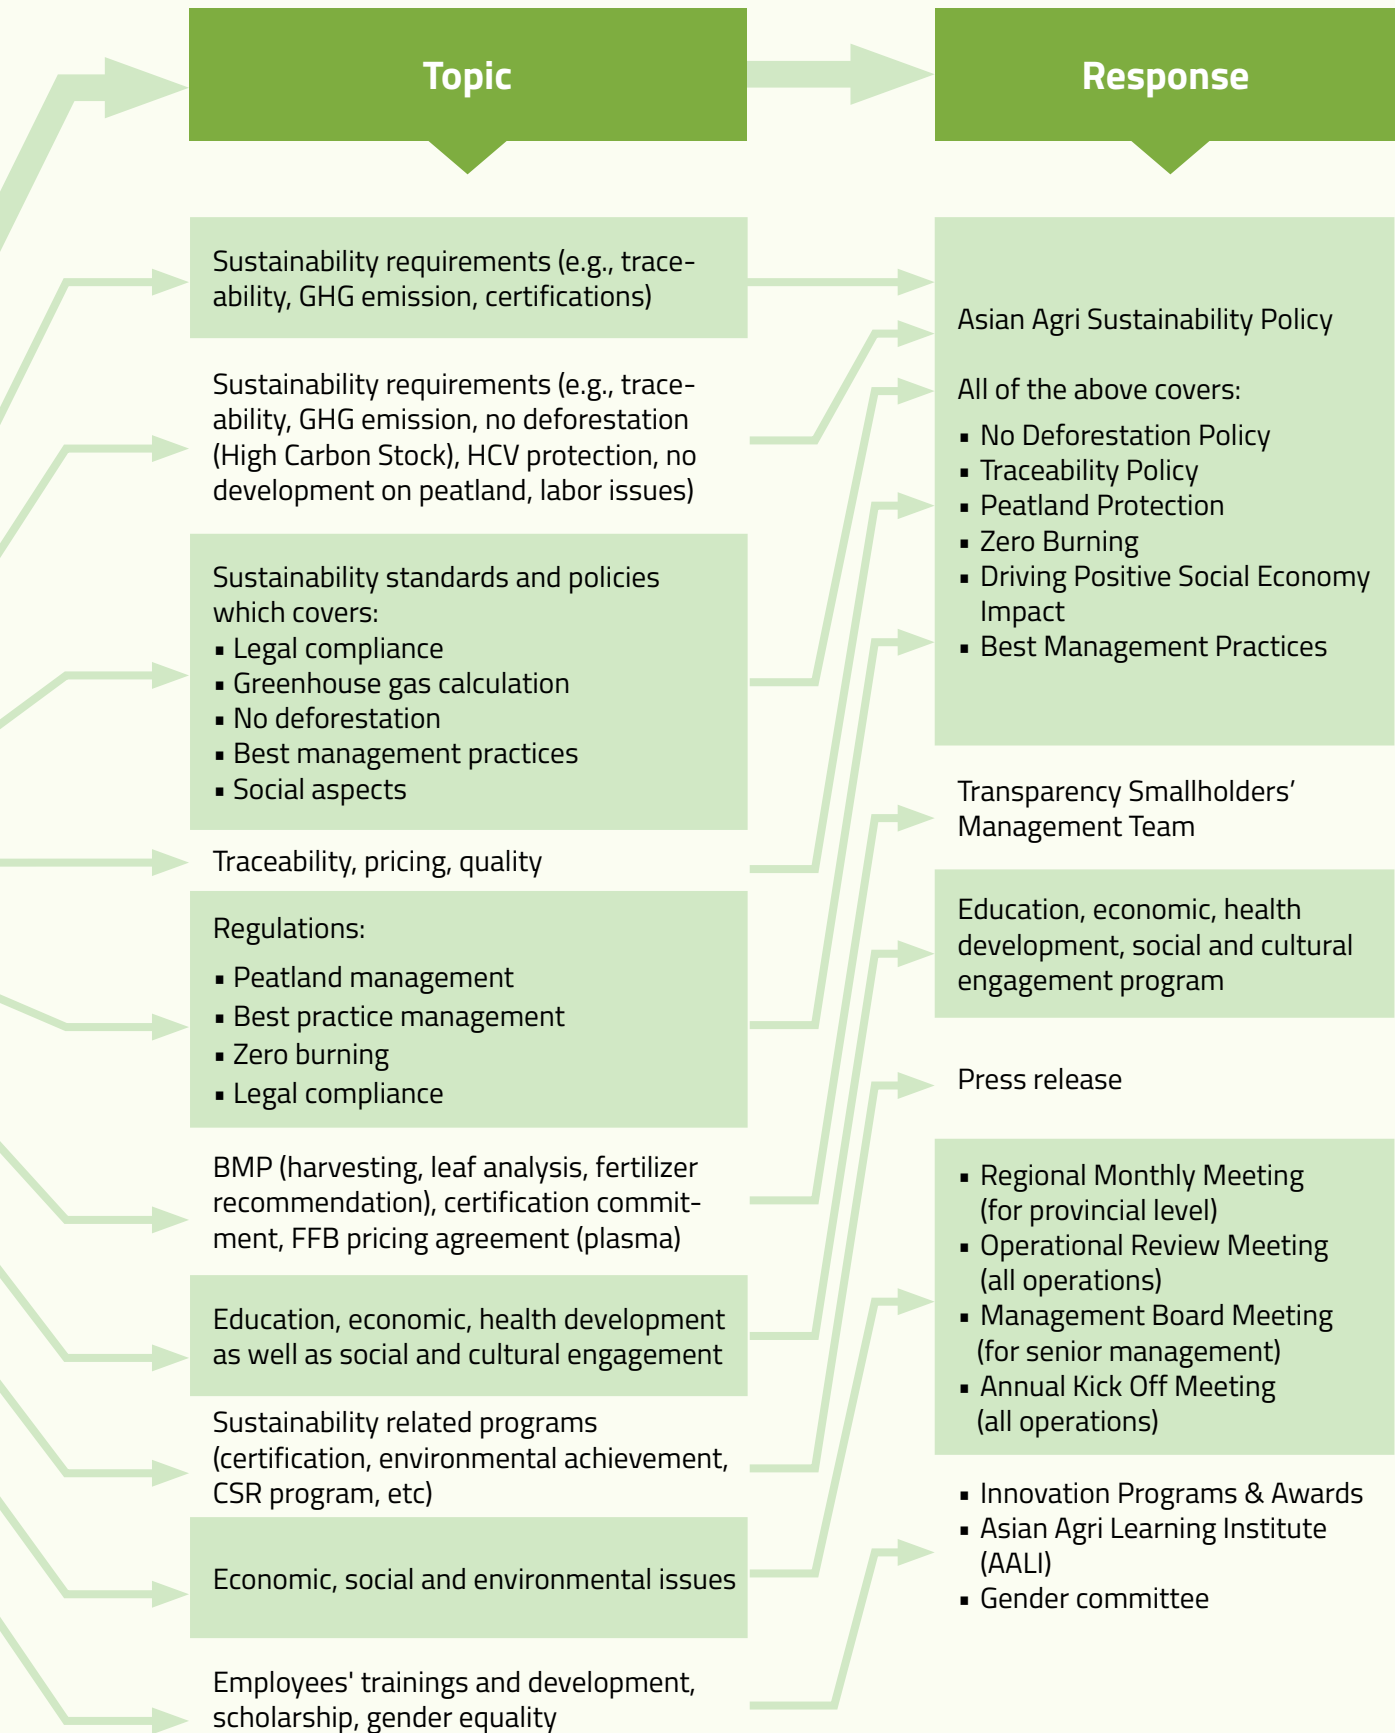 Topic
Sustainability requirements (e.g., trace-
ability, GHG emission, certifications)
Sustainability requirements (e.g., trace-
ability, GHG emission, no deforestation
(High Carbon Stock), HCV protection, no
development on peatland, labor issues)
Sustainability standards and policies
which covers:
▪ Legal compliance
▪ Greenhouse gas calculation
▪ No deforestation
▪ Best management practices
▪ Social aspects
Traceability, pricing, quality
Regulations:
▪ Peatland management
▪ Best practice management
▪ Zero burning
▪ Legal compliance
BMP (harvesting, leaf analysis, fertilizer
recommendation), certification commit-
ment, FFB pricing agreement (plasma)
Education, economic, health development
as well as social and cultural engagement
Sustainability related programs
(certification, environmental achievement,
CSR program, etc)
Economic, social and environmental issues
Employees' trainings and development,
scholarship, gender equality
Response
Asian Agri Sustainability Policy
All of the above covers:
▪ No Deforestation Policy
▪ Traceability Policy
▪ Peatland Protection
▪ Zero Burning
▪ Driving Positive Social Economy
Impact
▪ Best Management Practices
Transparency Smallholders’
Management Team
Education, economic, health
development, social and cultural
engagement program
Press release
▪ Regional Monthly Meeting
(for provincial level)
▪ Operational Review Meeting
(all operations)
▪ Management Board Meeting
(for senior management)
▪ Annual Kick Off Meeting
(all operations)
▪ Innovation Programs & Awards
▪ Asian Agri Learning Institute
(AALI)
▪ Gender committee